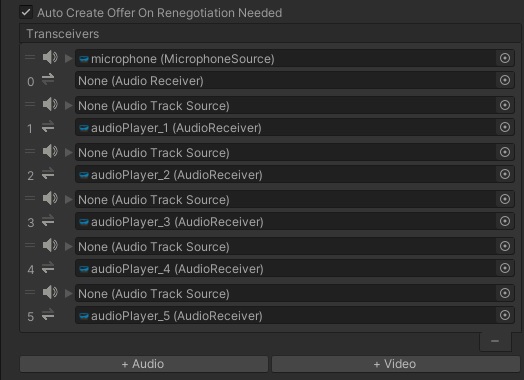 Auto Create Offer On Renegotiation Needed
Transceivers
microphone (MicrophoneSource)
0 None (Audio Receiver)
None (Audio Track Source)
1 audioPlayer_1 (AudioReceiver)
None (Audio Track Source)
2 audioPlayer_2 (AudioReceiver)
None (Audio Track Source)
3 audioPlayer_3 (AudioReceiver)
None (Audio Track Source)
4 audioPlayer_4 (AudioReceiver)
None (Audio Track Source)
5 audioPlayer_5 (AudioReceiver)
−
+ Audio + Video